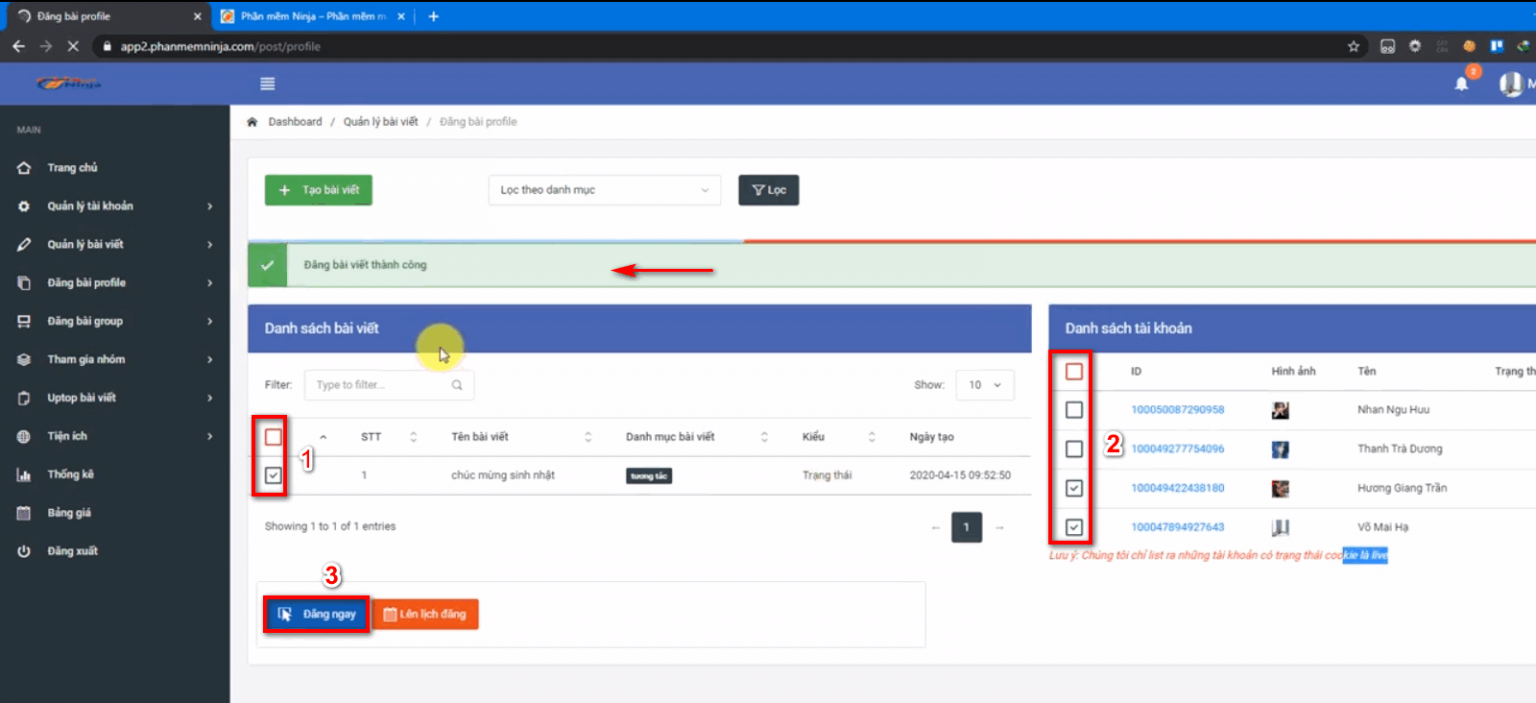 Đăng bài profile
Phần mềm Ninja – Phần mềm m
app2.phanmemninja.com/post/profile
Ninja
2
M
MAIN
Trang chủ
Quản lý tài khoản
Quản lý bài viết
Đăng bài profile
Đăng bài group
Tham gia nhóm
Uptop bài viết
Tiện ích
Thống kê
Bảng giá
Đăng xuất
Dashboard / Quản lý bài viết / Đăng bài profile
Tạo bài viết
Lọc theo danh mục
Lọc
Đăng bài viết thành công
Danh sách bài viết
Filter: Type to filter...
Show: 10
STT Tên bài viết Danh mục bài viết Kiểu Ngày tạo
1 chúc mừng sinh nhật tương tác Trạng thái 2020-04-15 09:52:50
1
Showing 1 to 1 of 1 entries
1
3
Đăng ngay
Lên lịch đăng
Danh sách tài khoản
ID Hình ảnh Tên Trạng th
100050087290958 Nhan Ngu Huu
100049277754096 Thanh Trà Dương
2
100049422438180 Hương Giang Trần
100047894927643 Võ Mai Hạ
Lưu ý: Chúng tôi chỉ list ra những tài khoản có trạng thái cookie là live